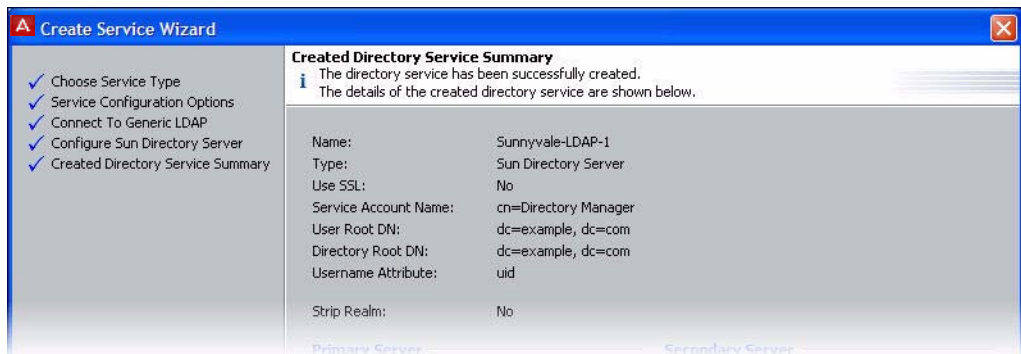 Create Service Wizard
Choose Service Type
Service Configuration Options
Connect To Generic LDAP
Configure Sun Directory Server
Created Directory Service Summary
Created Directory Service Summary
The directory service has been successfully created.
The details of the created directory service are shown below.
Name: Sunnyvale-LDAP-1
Type: Sun Directory Server
Use SSL: No
Service Account Name: cn=Directory Manager
User Root DN: dc=example, dc=com
Directory Root DN: dc=example, dc=com
Username Attribute: uid
Strip Realm: No
Primary Server Secondary Server